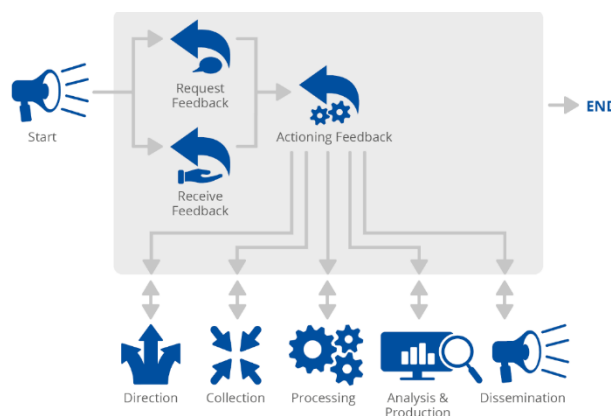 Request
Feedback
Start
Actioning Feedback
END
Receive
Feedback
Direction
Collection
Processing
Analysis &
Production
Dissemination